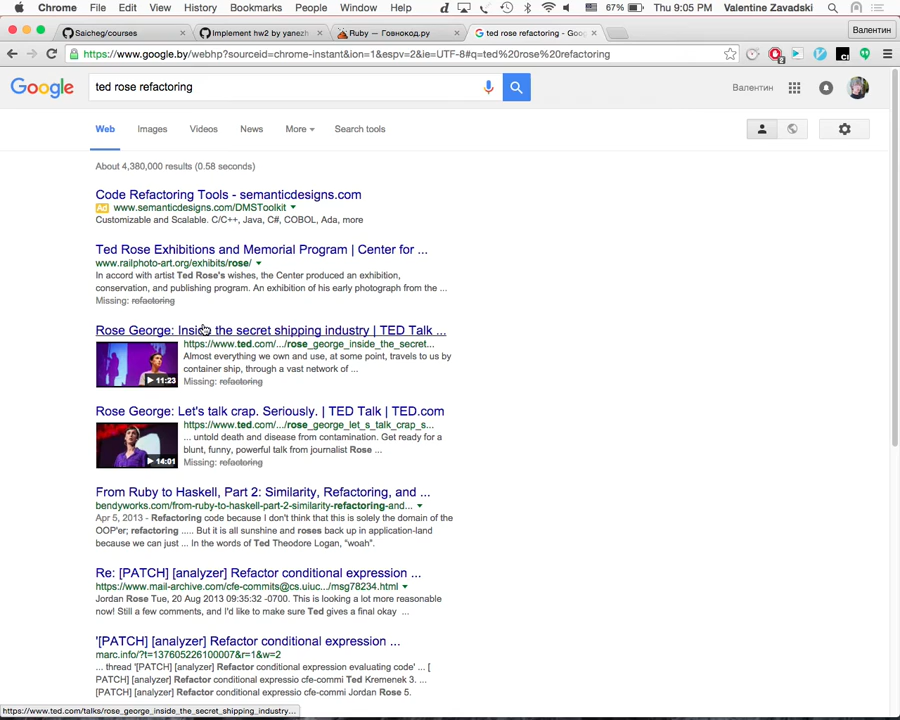 Chrome File Edit View History Bookmarks People Window Help 67% Thu 9:05 PM Valentine Zavadski
Saicheg/courses
Implement hw2 by yanezh
Ruby — Говнокод.ру
ted rose refactoring - Goo
Валентин
https://www.google.by/webhp?sourceid=chrome-instant&ion=1&espv=2&ie=UTF-8#q=ted%20rose%20refactoring
Google
ted rose refactoring
Валентин
Web Images Videos News More Search tools
About 4,380,000 results (0.58 seconds)
Code Refactoring Tools - semanticdesigns.com
Ad www.semanticdesigns.com/DMSToolkit
Customizable and Scalable. C/C++, Java, C#, COBOL, Ada, more
Ted Rose Exhibitions and Memorial Program | Center for ...
www.railphoto-art.org/exhibits/rose/
In accord with artist Ted Rose's wishes, the Center produced an exhibition,
conservation, and publishing program. An exhibition of his early photograph from the ...
Missing: refactoring
Rose George: Inside the secret shipping industry | TED Talk ...
https://www.ted.com/.../rose_george_inside_the_secret...
Almost everything we own and use, at some point, travels to us by
container ship, through a vast network of ...
11:23
Missing: refactoring
Rose George: Let's talk crap. Seriously. | TED Talk | TED.com
https://www.ted.com/.../rose_george_let_s_talk_crap_s...
... untold death and disease from contamination. Get ready for a
blunt, funny, powerful talk from journalist Rose ...
14:01
Missing: refactoring
From Ruby to Haskell, Part 2: Similarity, Refactoring, and ...
bendyworks.com/from-ruby-to-haskell-part-2-similarity-refactoring-and...
Apr 5, 2013 - Refactoring code because I don't think that this is solely the domain of the
OOP'er; refactoring ..... But it is all sunshine and roses back up in application-land
because we can just ... In the words of Ted Theodore Logan, "woah".
Re: [PATCH] [analyzer] Refactor conditional expression ...
https://www.mail-archive.com/cfe-commits@cs.uiuc.../msg78234.html
Jordan Rose Tue, 20 Aug 2013 09:35:32 -0700. This is looking a lot more reasonable
now! Still a few comments, and I'd like to make sure Ted gives a final okay ...
'[PATCH] [analyzer] Refactor conditional expression ...
marc.info/?t=137605226100007&r=1&w=2
... thread '[PATCH] [analyzer] Refactor conditional expression evaluating code' ... [
PATCH] [analyzer] Refactor conditional expressio cfe-commi Ted Kremenek 3. ...
PATCH] [analyzer] Refactor conditional expressio cfe-commi Jordan Rose 5.
https://www.ted.com/talks/rose_george_inside_the_secret_shipping_industry...